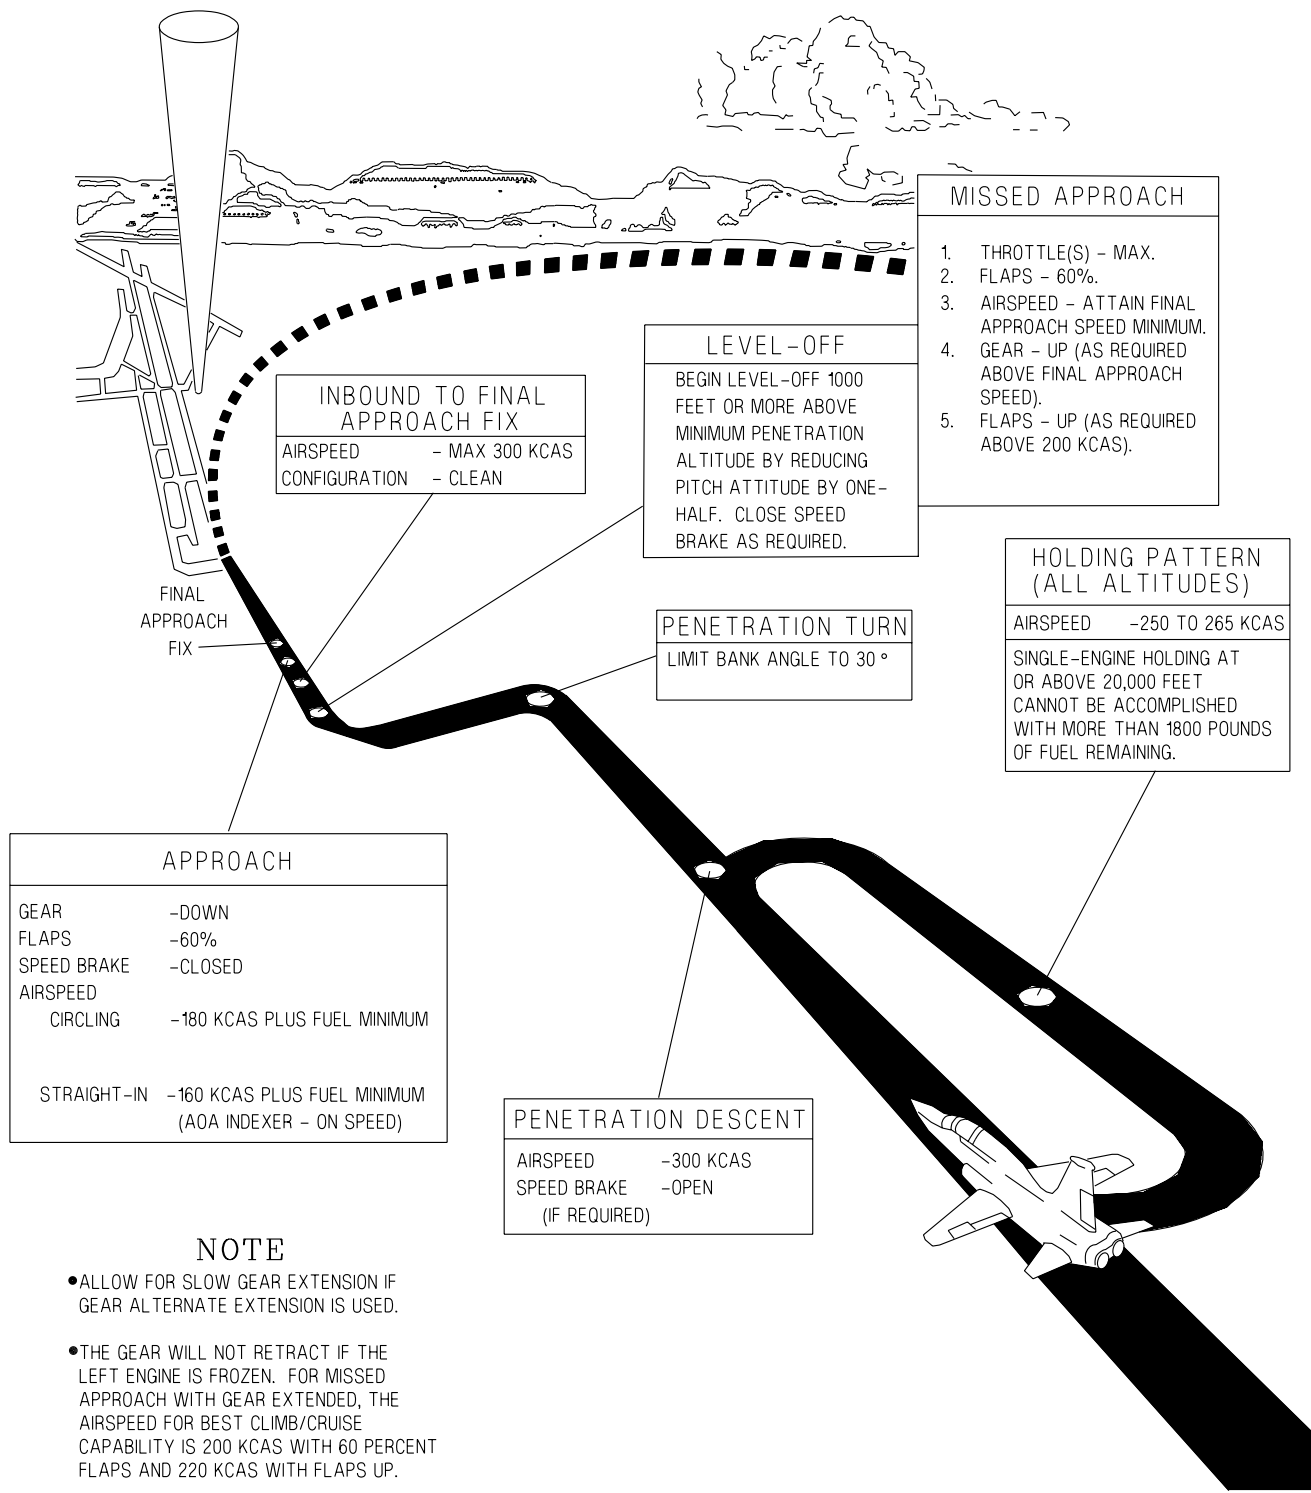 MISSED APPROACH
1. THROTTLE(S) – MAX.
2. FLAPS – 60%.
3. AIRSPEED – ATTAIN FINAL
APPROACH SPEED MINIMUM.
4. GEAR – UP (AS REQUIRED
ABOVE FINAL APPROACH
SPEED).
5. FLAPS – UP (AS REQUIRED
ABOVE 200 KCAS).
LEVEL–OFF
BEGIN LEVEL–OFF 1000
FEET OR MORE ABOVE
MINIMUM PENETRATION
ALTITUDE BY REDUCING
PITCH ATTITUDE BY ONE–
HALF. CLOSE SPEED
BRAKE AS REQUIRED.
INBOUND TO FINAL
APPROACH FIX
AIRSPEED – MAX 300 KCAS
CONFIGURATION – CLEAN
HOLDING PATTERN
(ALL ALTITUDES)
AIRSPEED –250 TO 265 KCAS
SINGLE–ENGINE HOLDING AT
OR ABOVE 20,000 FEET
CANNOT BE ACCOMPLISHED
WITH MORE THAN 1800 POUNDS
OF FUEL REMAINING.
FINAL
APPROACH
FIX
PENETRATION TURN
LIMIT BANK ANGLE TO 30°
APPROACH
GEAR –DOWN
FLAPS –60%
SPEED BRAKE –CLOSED
AIRSPEED
CIRCLING –180 KCAS PLUS FUEL MINIMUM
STRAIGHT–IN –160 KCAS PLUS FUEL MINIMUM
(AOA INDEXER – ON SPEED)
PENETRATION DESCENT
AIRSPEED –300 KCAS
SPEED BRAKE –OPEN
(IF REQUIRED)
NOTE
•ALLOW FOR SLOW GEAR EXTENSION IF
GEAR ALTERNATE EXTENSION IS USED.
•THE GEAR WILL NOT RETRACT IF THE
LEFT ENGINE IS FROZEN. FOR MISSED
APPROACH WITH GEAR EXTENDED, THE
AIRSPEED FOR BEST CLIMB/CRUISE
CAPABILITY IS 200 KCAS WITH 60 PERCENT
FLAPS AND 220 KCAS WITH FLAPS UP.